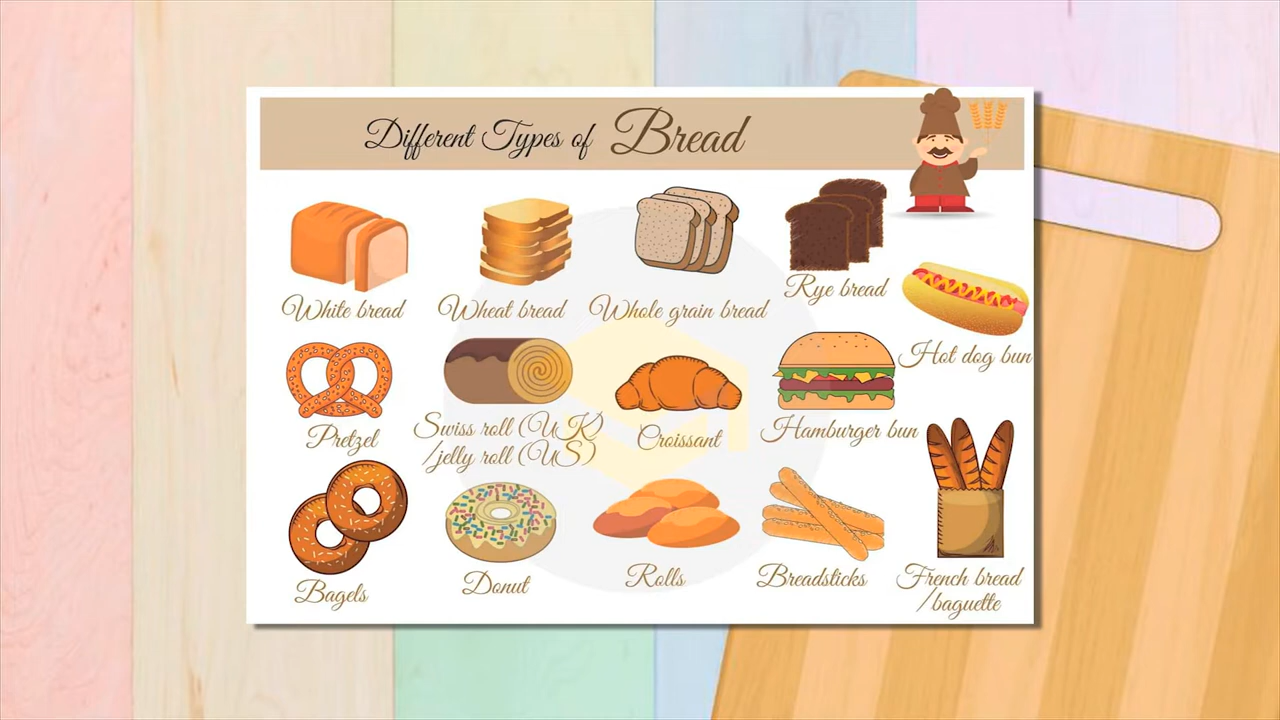 Different Types of Bread
White bread
Wheat bread
Whole grain bread
Rye bread
Hot dog bun
Pretzel
Swiss roll (UK)
/jelly roll (US)
Croissant
Hamburger bun
Bagels
Donut
Rolls
Breadsticks
French bread
/baguette